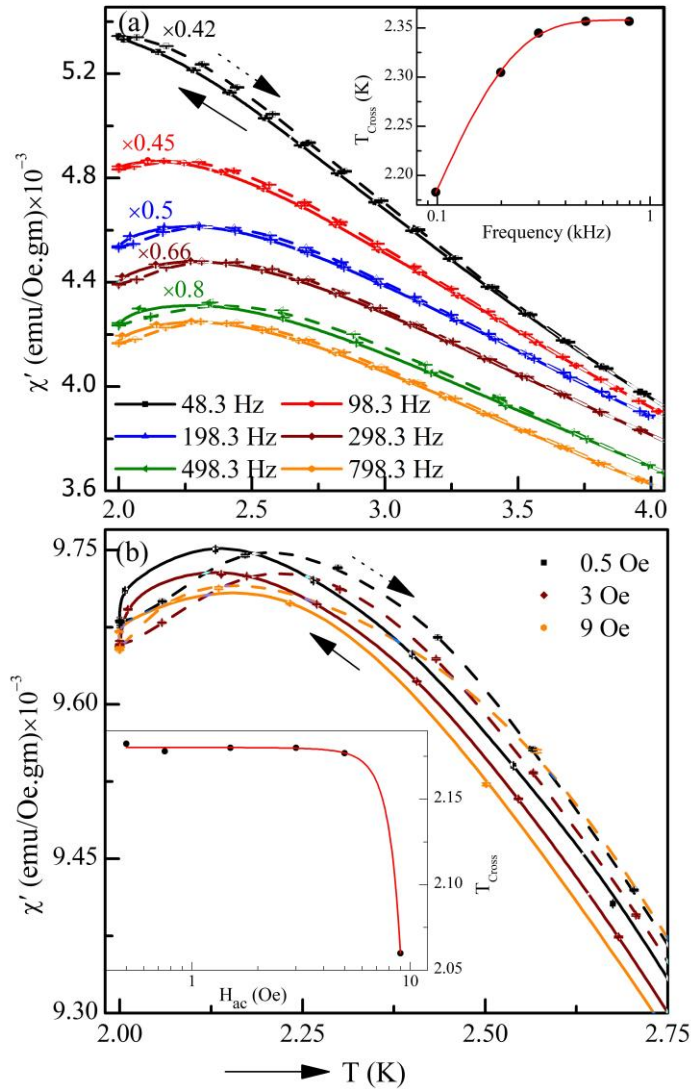 (a)
×0.42
×0.45
×0.5
×0.66
×0.8
5.2
4.8
4.4
4.0
3.6
χ′ (emu/Oe.gm)×10⁻³
48.3 Hz 98.3 Hz
198.3 Hz 298.3 Hz
498.3 Hz 798.3 Hz
2.0 2.5 3.0 3.5 4.0
2.35
2.30
2.25
2.20
T_Cross (K)
0.1 1
Frequency (kHz)
(b)
0.5 Oe
3 Oe
9 Oe
9.75
9.60
9.45
9.30
χ′ (emu/Oe.gm)×10⁻³
2.15
2.10
2.05
T_Cross
1 10
H_ac (Oe)
2.00 2.25 2.50 2.75
T (K)